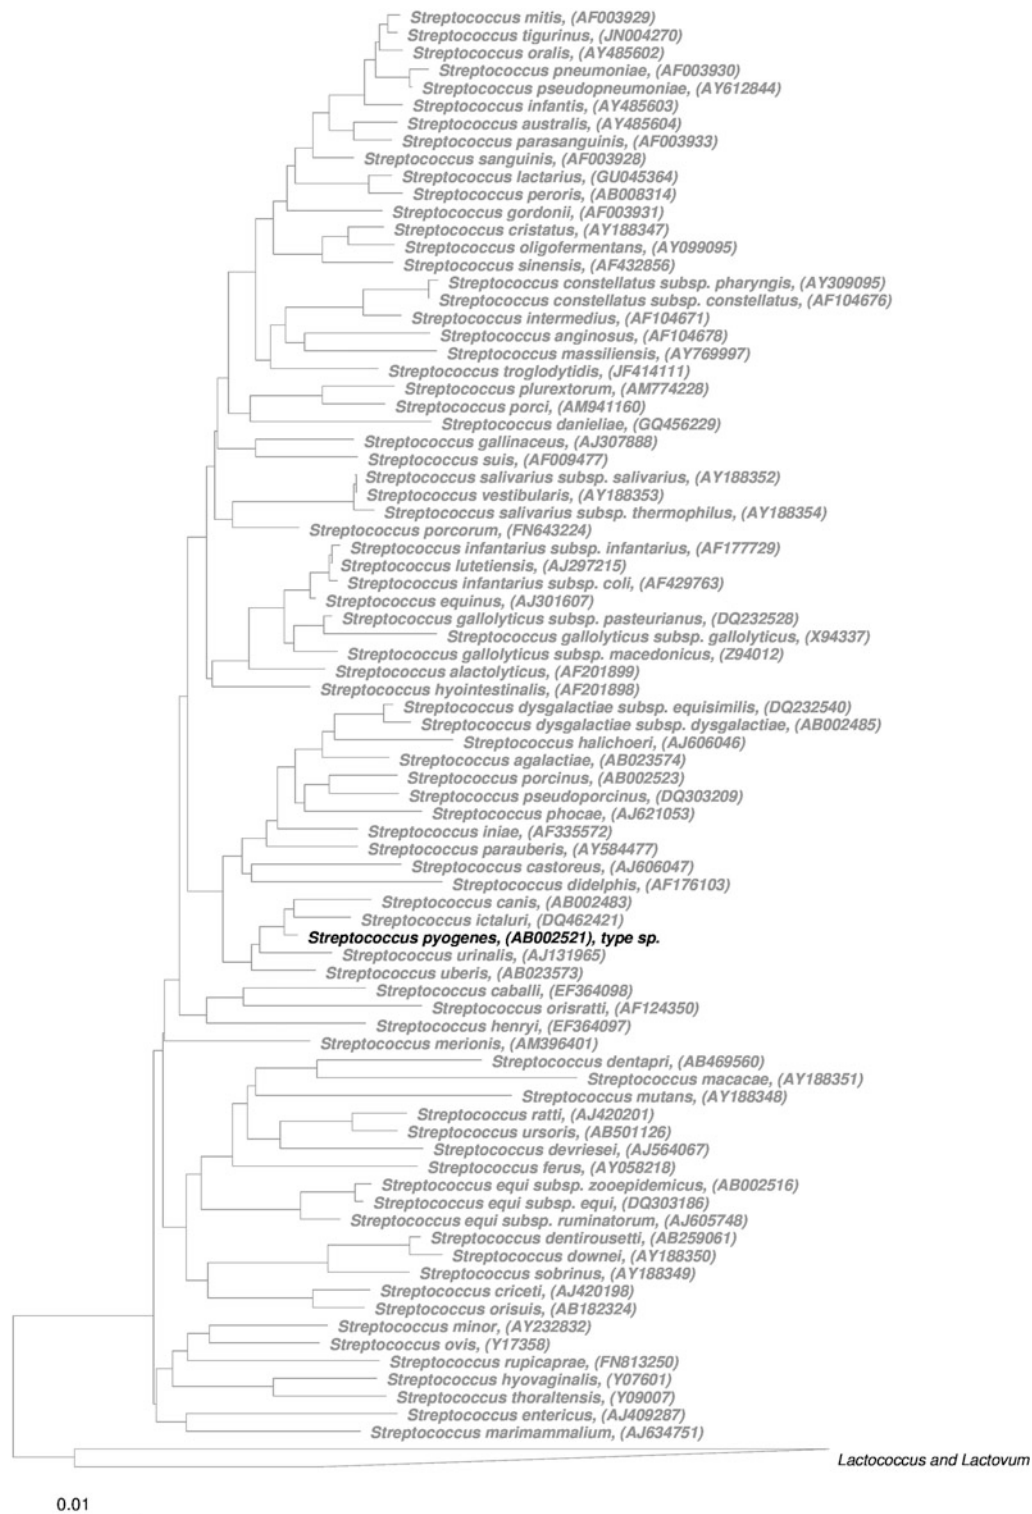 Streptococcus mitis, (AF003929)
Streptococcus tigurinus, (JN004270)
Streptococcus oralis, (AY485602)
Streptococcus pneumoniae, (AF003930)
Streptococcus pseudopneumoniae, (AY612844)
Streptococcus infantis, (AY485603)
Streptococcus australis, (AY485604)
Streptococcus parasanguinis, (AF003933)
Streptococcus sanguinis, (AF003928)
Streptococcus lactarius, (GU045364)
Streptococcus peroris, (AB008314)
Streptococcus gordonii, (AF003931)
Streptococcus cristatus, (AY188347)
Streptococcus oligofermentans, (AY099095)
Streptococcus sinensis, (AF432856)
Streptococcus constellatus subsp. pharyngis, (AY309095)
Streptococcus constellatus subsp. constellatus, (AF104676)
Streptococcus intermedius, (AF104671)
Streptococcus anginosus, (AF104678)
Streptococcus massiliensis, (AY769997)
Streptococcus troglodytidis, (JF414111)
Streptococcus plurextorum, (AM774228)
Streptococcus porci, (AM941160)
Streptococcus danieliae, (GQ456229)
Streptococcus gallinaceus, (AJ307888)
Streptococcus suis, (AF009477)
Streptococcus salivarius subsp. salivarius, (AY188352)
Streptococcus vestibularis, (AY188353)
Streptococcus salivarius subsp. thermophilus, (AY188354)
Streptococcus porcorum, (FN643224)
Streptococcus infantarius subsp. infantarius, (AF177729)
Streptococcus lutetiensis, (AJ297215)
Streptococcus infantarius subsp. coli, (AF429763)
Streptococcus equinus, (AJ301607)
Streptococcus gallolyticus subsp. pasteurianus, (DQ232528)
Streptococcus gallolyticus subsp. gallolyticus, (X94337)
Streptococcus gallolyticus subsp. macedonicus, (Z94012)
Streptococcus alactolyticus, (AF201899)
Streptococcus hyointestinalis, (AF201898)
Streptococcus dysgalactiae subsp. equisimilis, (DQ232540)
Streptococcus dysgalactiae subsp. dysgalactiae, (AB002485)
Streptococcus halichoeri, (AJ606046)
Streptococcus agalactiae, (AB023574)
Streptococcus porcinus, (AB002523)
Streptococcus pseudoporcinus, (DQ303209)
Streptococcus phocae, (AJ621053)
Streptococcus iniae, (AF335572)
Streptococcus parauberis, (AY584477)
Streptococcus castoreus, (AJ606047)
Streptococcus didelphis, (AF176103)
Streptococcus canis, (AB002483)
Streptococcus ictaluri, (DQ462421)
Streptococcus pyogenes, (AB002521), type sp.
Streptococcus urinalis, (AJ131965)
Streptococcus uberis, (AB023573)
Streptococcus caballi, (EF364098)
Streptococcus orisratti, (AF124350)
Streptococcus henryi, (EF364097)
Streptococcus merionis, (AM396401)
Streptococcus dentapri, (AB469560)
Streptococcus macacae, (AY188351)
Streptococcus mutans, (AY188348)
Streptococcus ratti, (AJ420201)
Streptococcus ursoris, (AB501126)
Streptococcus devriesei, (AJ564067)
Streptococcus ferus, (AY058218)
Streptococcus equi subsp. zooepidemicus, (AB002516)
Streptococcus equi subsp. equi, (DQ303186)
Streptococcus equi subsp. ruminatorum, (AJ605748)
Streptococcus dentirousetti, (AB259061)
Streptococcus downei, (AY188350)
Streptococcus sobrinus, (AY188349)
Streptococcus criceti, (AJ420198)
Streptococcus orisuis, (AB182324)
Streptococcus minor, (AY232832)
Streptococcus ovis, (Y17358)
Streptococcus rupicaprae, (FN813250)
Streptococcus hyovaginalis, (Y07601)
Streptococcus thoraltensis, (Y09007)
Streptococcus entericus, (AJ409287)
Streptococcus marimammalium, (AJ634751)
Lactococcus and Lactovum
0.01